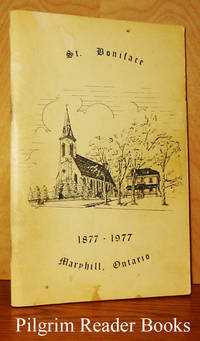 St. Boniface
1877 - 1977
Maryhill, Ontario
Pilgrim Reader Books